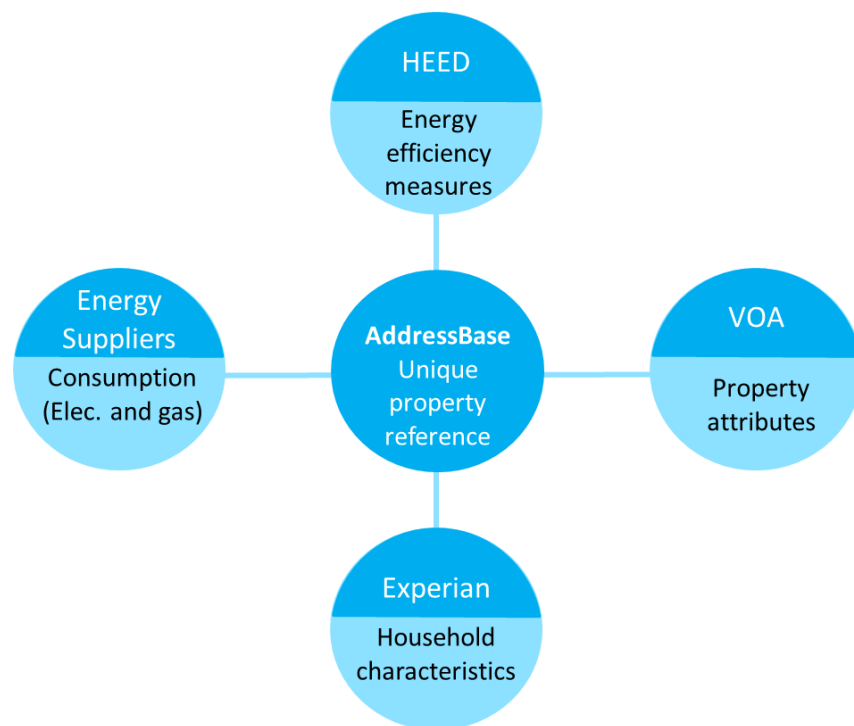 HEED
Energy
efficiency
measures
Energy
Suppliers
Consumption
(Elec. and gas)
AddressBase
Unique
property
reference
VOA
Property
attributes
Experian
Household
characteristics